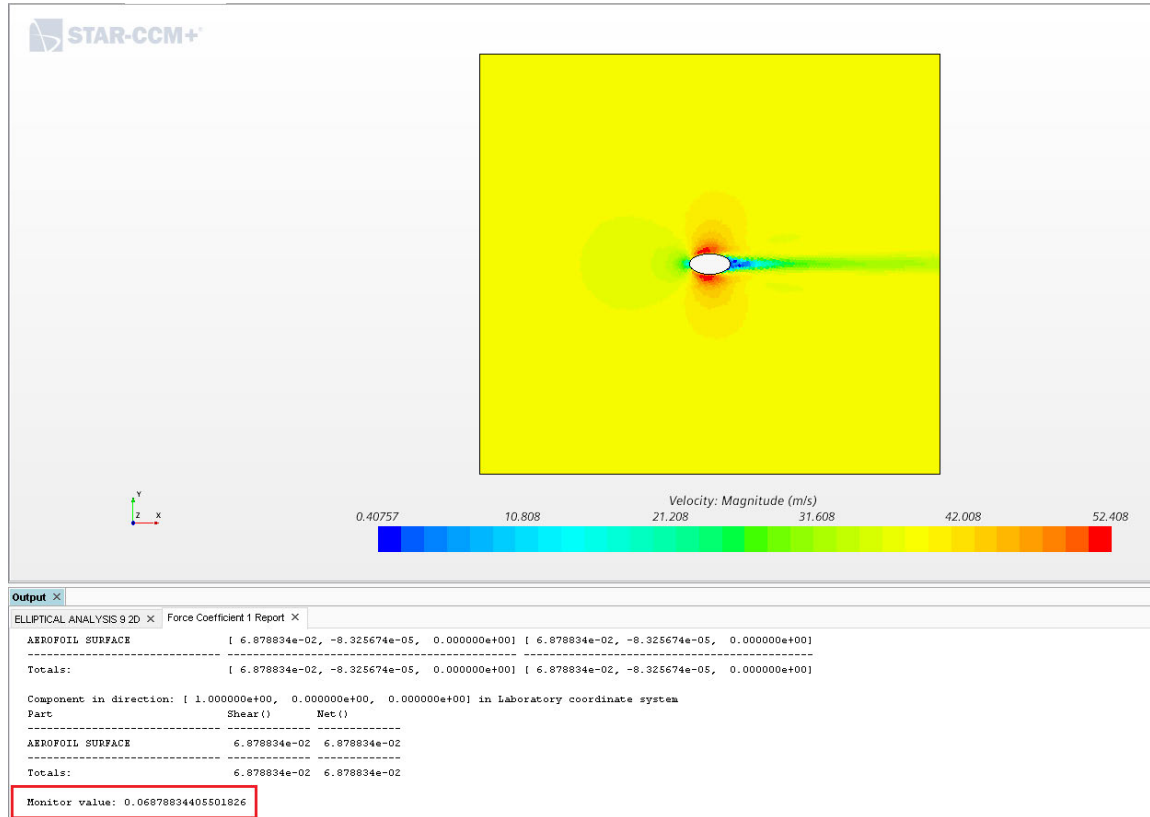 STAR-CCM+
Y
Z X
Velocity: Magnitude (m/s)
0.40757 10.808 21.208 31.608 42.008 52.408
Output ×
ELLIPTICAL ANALYSIS 9 2D × Force Coefficient 1 Report ×
AEROFOIL SURFACE [ 6.878834e-02, -8.325674e-05, 0.000000e+00] [ 6.878834e-02, -8.325674e-05, 0.000000e+00]
Totals: [ 6.878834e-02, -8.325674e-05, 0.000000e+00] [ 6.878834e-02, -8.325674e-05, 0.000000e+00]
Component in direction: [ 1.000000e+00, 0.000000e+00, 0.000000e+00] in Laboratory coordinate system
Part Shear() Net()
AEROFOIL SURFACE 6.878834e-02 6.878834e-02
Totals: 6.878834e-02 6.878834e-02
Monitor value: 0.06878834405501826